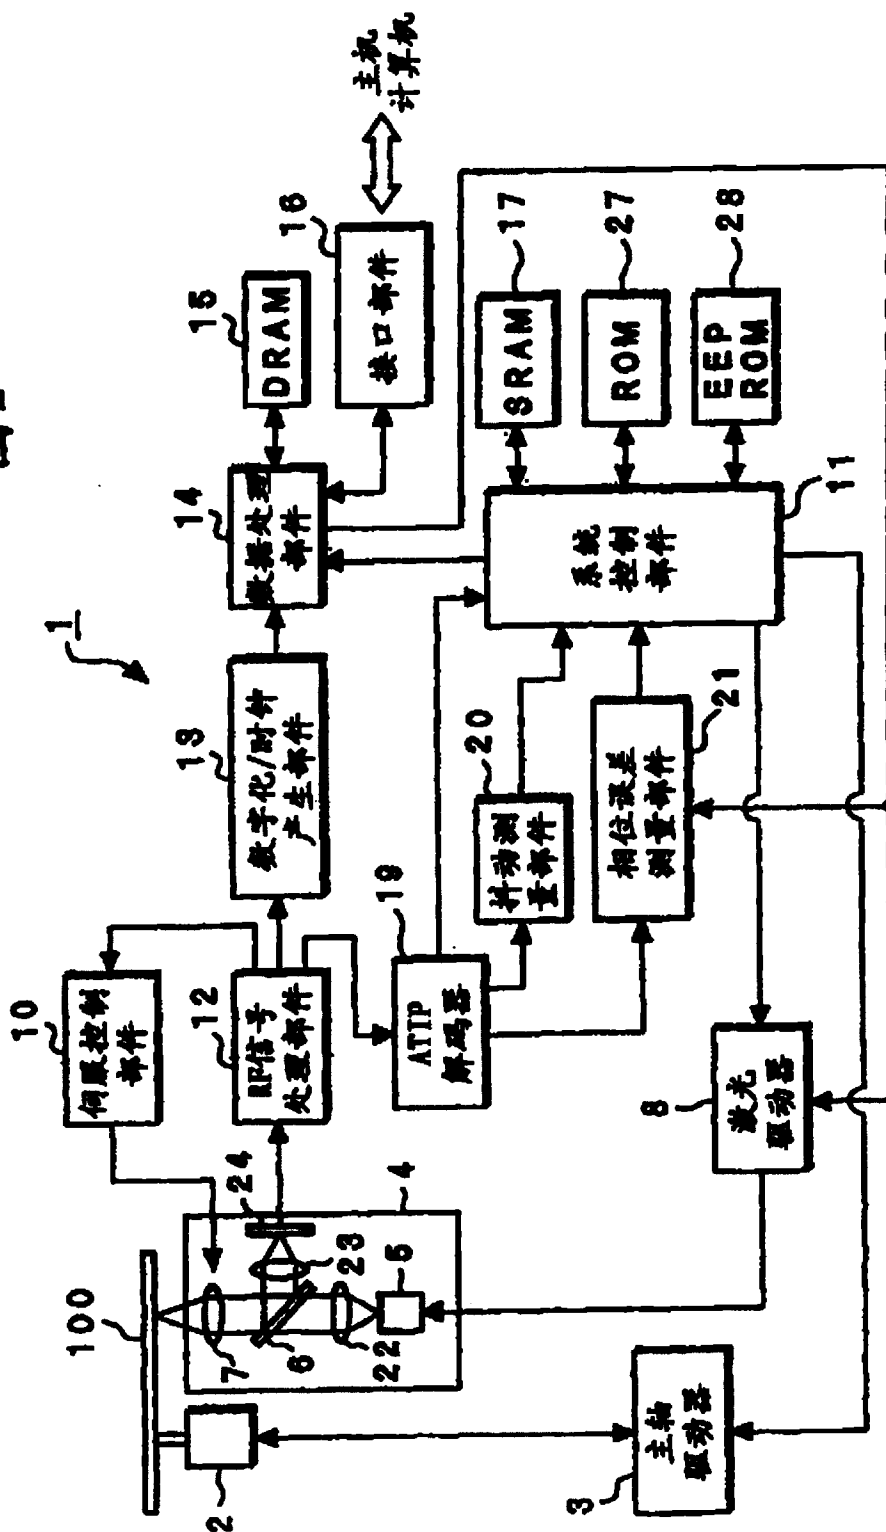 1
100
2
3
主轴
驱动器
4
5
6
7
22
23
24
8
激光
驱动器
10
伺服控制
部件
12
RF信号
处理部件
13
数字化/时钟
产生部件
14
数据处理
部件
15
DRAM
16
接口部件
主机
计算机
19
ATIP
解码器
20
抖动测
量部件
21
相位误差
测量部件
11
系统
控制
部件
17
SRAM
27
ROM
28
EEP
ROM